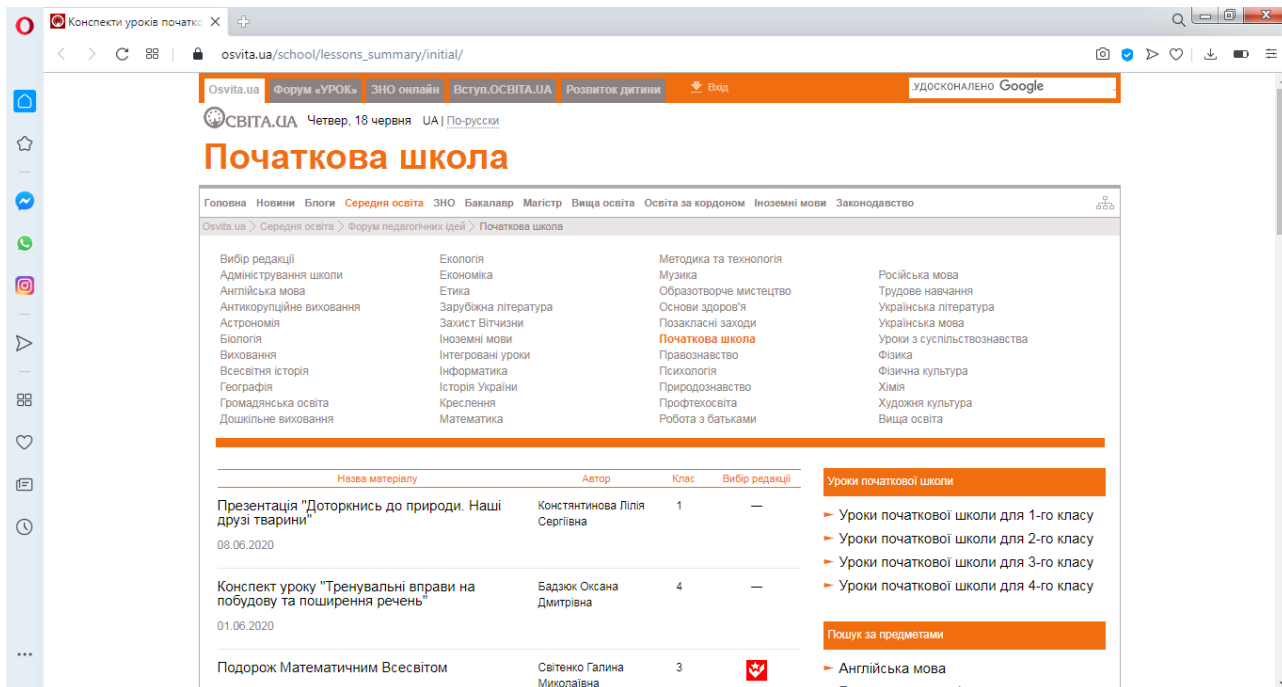 Конспекти уроків початко
osvita.ua/school/lessons_summary/initial/
Osvita.ua Форум «УРОК» ЗНО онлайн Вступ.ОСВІТА.UA Розвиток дитини Вхід УДОСКОНАЛЕНО Google
ОСВІТА.UA Четвер, 18 червня UA | По-русски
Початкова школа
Головна Новини Блоги Середня освіта ЗНО Бакалавр Магістр Вища освіта Освіта за кордоном Іноземні мови Законодавство
Osvita.ua > Середня освіта > Форум педагогічних ідей > Початкова школа
Вибір редакції
Адміністрування школи
Англійська мова
Антикорупційне виховання
Астрономія
Біологія
Виховання
Всесвітня історія
Географія
Громадянська освіта
Дошкільне виховання
Екологія
Економіка
Етика
Зарубіжна література
Захист Вітчизни
Іноземні мови
Інтегровані уроки
Інформатика
Історія України
Креслення
Математика
Методика та технологія
Музика
Образотворче мистецтво
Основи здоров'я
Позакласні заходи
Початкова школа
Правознавство
Психологія
Природознавство
Профтехосвіта
Робота з батьками
Російська мова
Трудове навчання
Українська література
Українська мова
Уроки з суспільствознавства
Фізика
Фізична культура
Хімія
Художня культура
Вища освіта
Назва матеріалу Автор Клас Вибір редакції
Презентація "Доторкнись до природи. Наші
друзі тварини"
08.06.2020
Констянтинова Лілія
Сергіївна
1 —
Конспект уроку "Тренувальні вправи на
побудову та поширення речень"
01.06.2020
Бадзюк Оксана
Дмитрівна
4 —
Подорож Математичним Всесвітом
Світенко Галина
Миколаївна
3
Уроки початкової школи
Уроки початкової школи для 1-го класу
Уроки початкової школи для 2-го класу
Уроки початкової школи для 3-го класу
Уроки початкової школи для 4-го класу
Пошук за предметами
Англійська мова